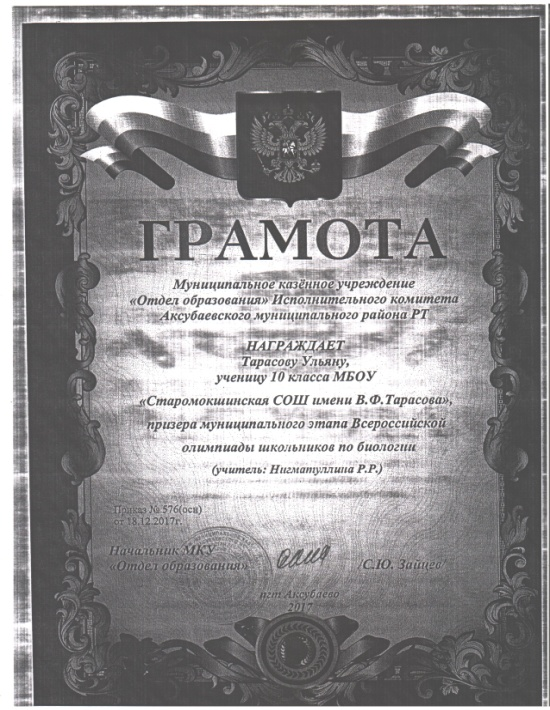 ГРАМОТА
Муниципальное казённое учреждение
«Отдел образования» Исполнительного комитета
Аксубаевского муниципального района РТ
НАГРАЖДАЕТ
Тарасову Ульяну,
ученицу 10 класса МБОУ
«Старомокшинская СОШ имени В.Ф.Тарасова»,
призера муниципального этапа Всероссийской
олимпиады школьников по биологии
(учитель: Нигматуллина Р.Р.)
Приказ № 576(осн)
от 18.12.2017г.
Начальник МКУ
«Отдел образования» /С.Ю. Зайцев/
пгт Аксубаево
2017